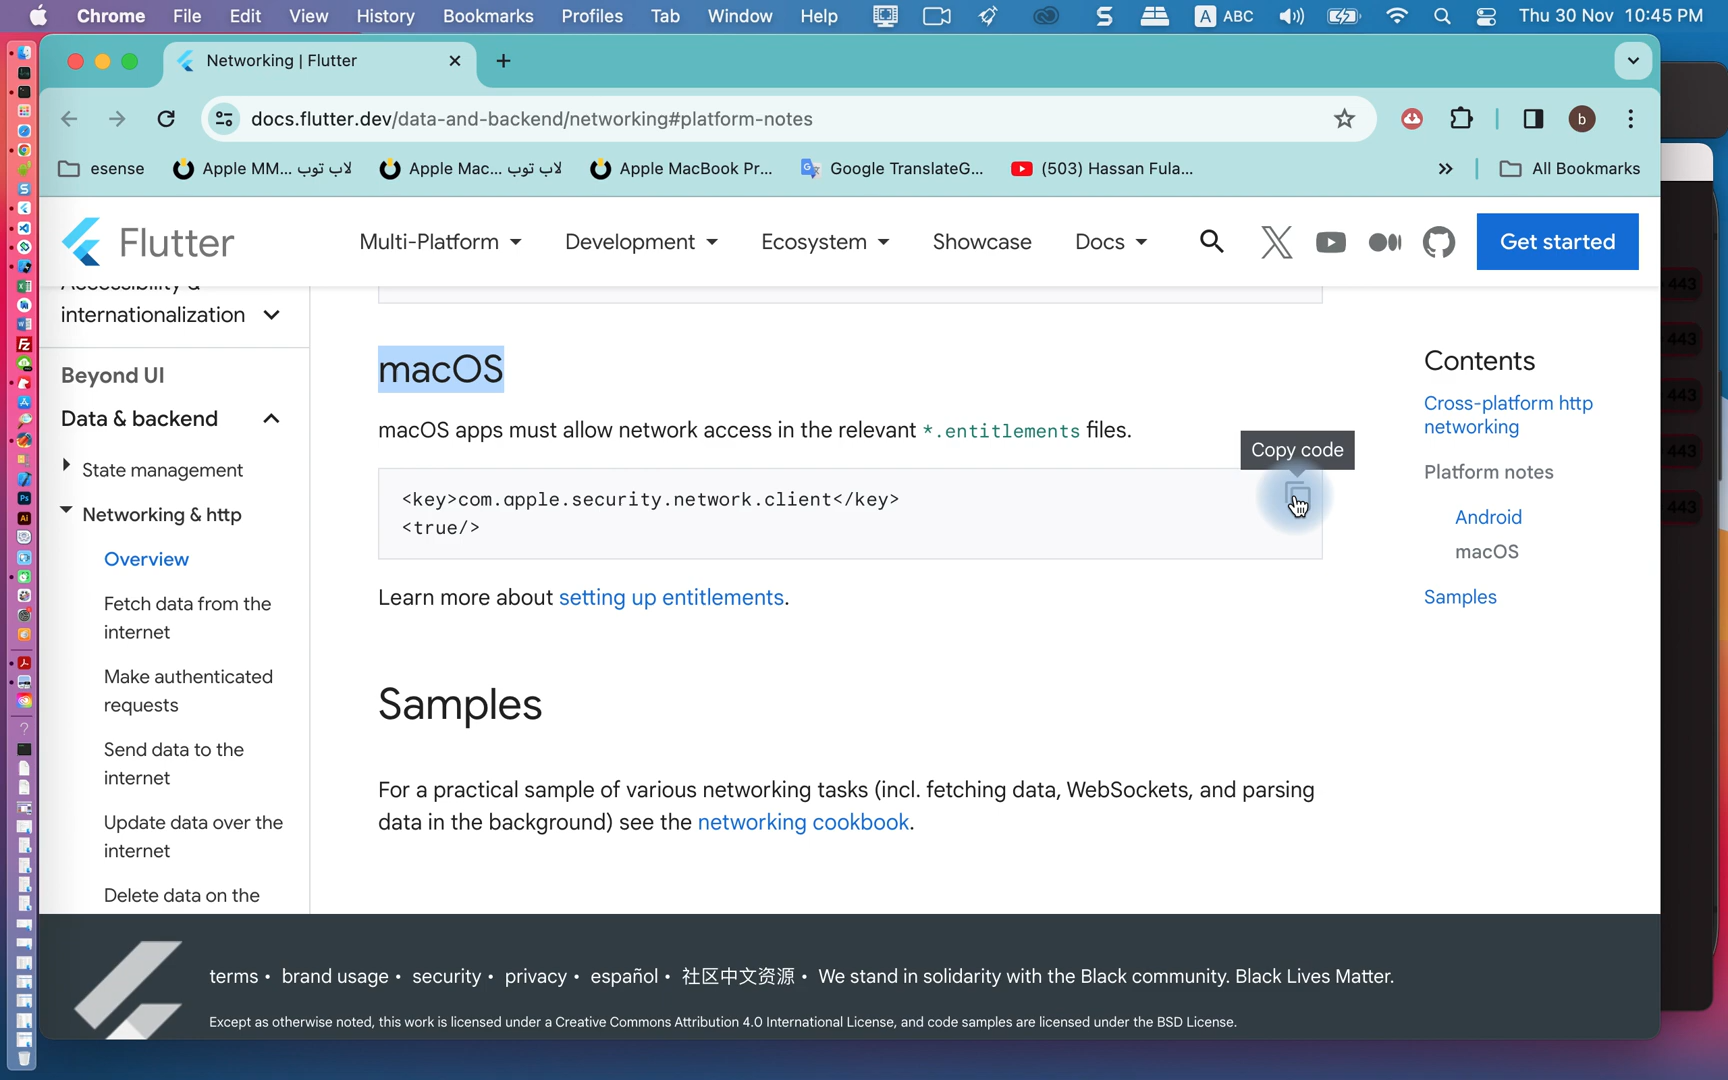 Chrome File Edit View History Bookmarks Profiles Tab Window Help S A ABC Thu 30 Nov 10:45 PM
Networking | Flutter
docs.flutter.dev/data-and-backend/networking#platform-notes
b
esense
Apple MM... لاب توب
Apple Mac... لاب توب
Apple MacBook Pr...
Google TranslateG...
(503) Hassan Fula...
»
All Bookmarks
Flutter
Multi-Platform
Development
Ecosystem
Showcase
Docs
Get started
internationalization
Beyond UI
Data & backend
State management
Networking & http
Overview
Fetch data from the
internet
Make authenticated
requests
Send data to the
internet
Update data over the
internet
Delete data on the
macOS
macOS apps must allow network access in the relevant *.entitlements files.
Copy code
<key>com.apple.security.network.client</key>
<true/>
Learn more about setting up entitlements.
Samples
For a practical sample of various networking tasks (incl. fetching data, WebSockets, and parsing
data in the background) see the networking cookbook.
Contents
Cross-platform http
networking
Platform notes
Android
macOS
Samples
443
443
443
443
443
terms • brand usage • security • privacy • español • 社区中文资源 • We stand in solidarity with the Black community. Black Lives Matter.
Except as otherwise noted, this work is licensed under a Creative Commons Attribution 4.0 International License, and code samples are licensed under the BSD License.